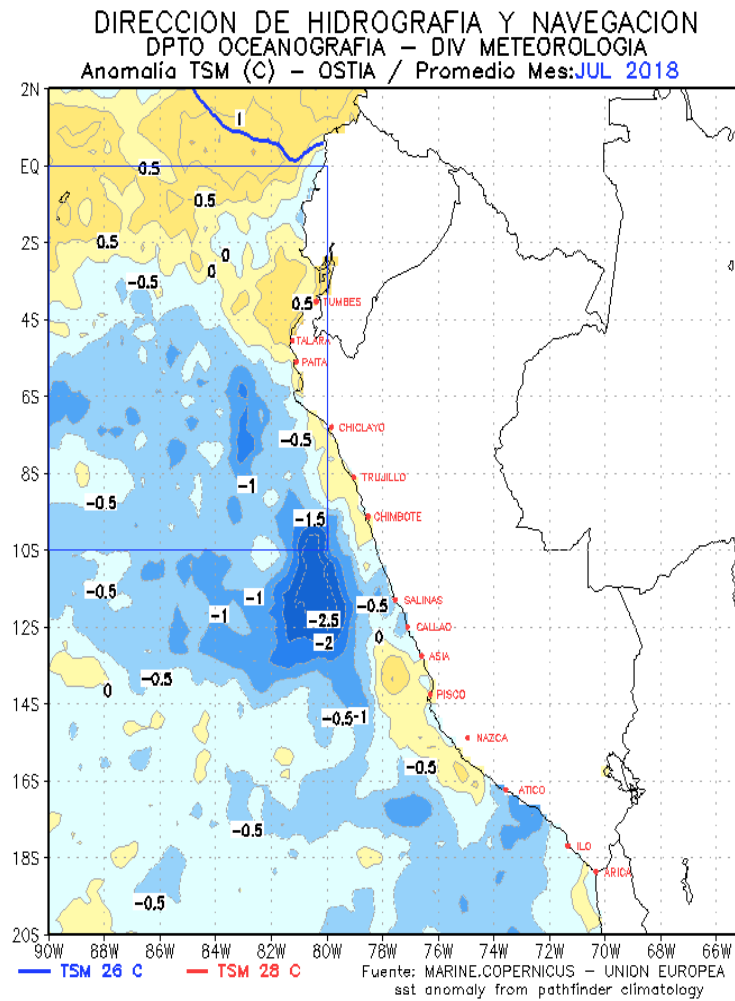 DIRECCION DE HIDROGRAFIA Y NAVEGACION
DPTO OCEANOGRAFIA – DIV METEOROLOGIA
Anomalía TSM (C) – OSTIA / Promedio Mes:JUL 2018
2N
1
EQ
0.5
0.5
2S
0.5
0
0
-0.5
0.5
TUMBES
4S
TALARA
PAITA
6S
CHICLAYO
-0.5
8S
TRUJILLO
-0.5
-1
-1.5
CHIMBOTE
10S
-0.5
-1
-0.5
SALINAS
-1
-2.5
12S
CALLAO
-2
0
ASIA
0
-0.5
14S
PISCO
-0.5
-1
NAZCA
-0.5
16S
ATICO
-0.5
18S
ILO
ARICA
-0.5
20S
90W 88W 86W 84W 82W 80W 78W 76W 74W 72W 70W 68W 66W
TSM 26 C TSM 28 C Fuente: MARINE.COPERNICUS – UNION EUROPEA
sst anomaly from pathfinder climatology